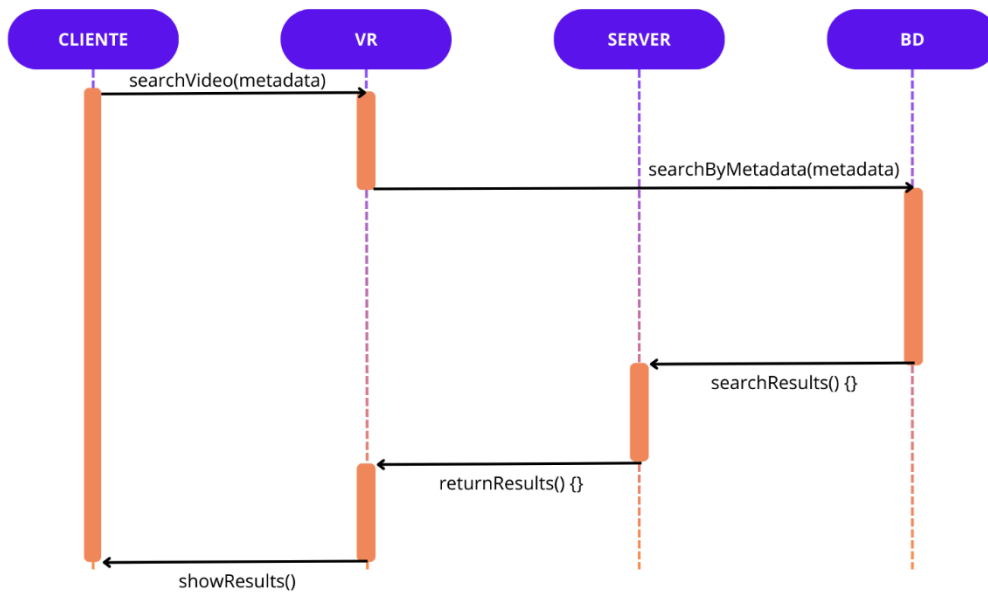 CLIENTE
VR
SERVER
BD
searchVideo(metadata)
searchByMetadata(metadata)
searchResults() {}
returnResults() {}
showResults()